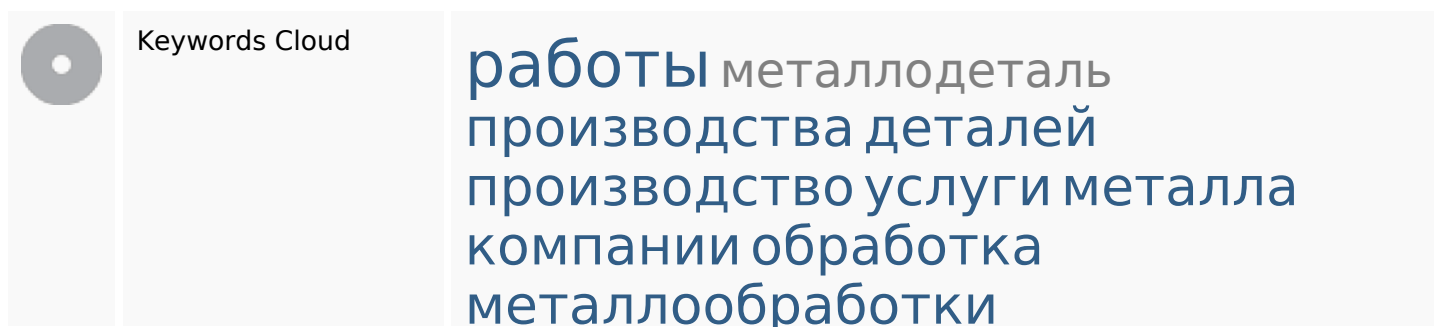 Keywords Cloud
работы металлодеталь
производства деталей
производство услуги металла
компании обработка
металлообработки